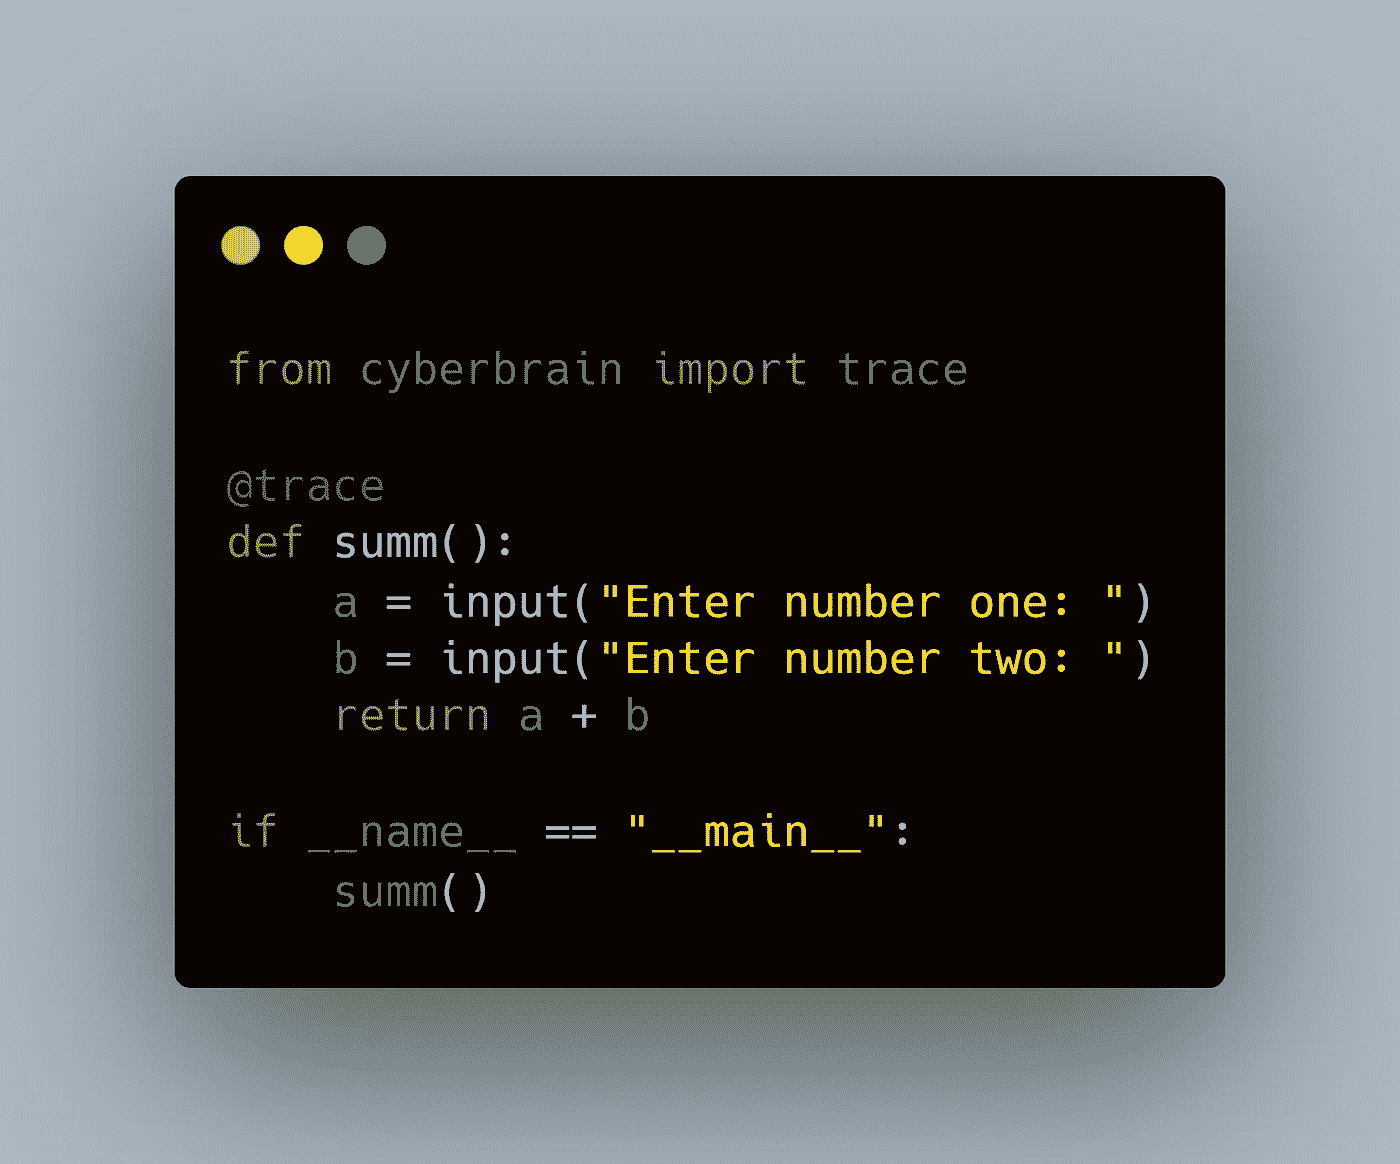 from cyberbrain import trace
@trace
def summ():
    a = input("Enter number one: ")
    b = input("Enter number two: ")
    return a + b
if __name__ == "__main__":
    summ()